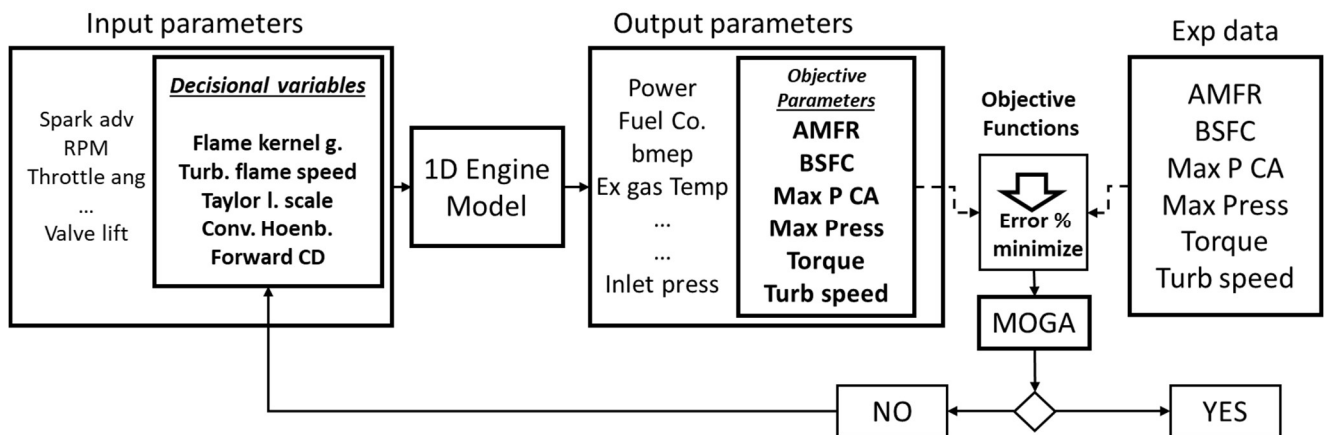 Input parameters
Spark adv
RPM
Throttle ang
...
Valve lift
Decisional variables
Flame kernel g.
Turb. flame speed
Taylor l. scale
Conv. Hoenb.
Forward CD
1D Engine
Model
Output parameters
Power
Fuel Co.
bmep
Ex gas Temp
...
...
Inlet press
Objective
Parameters
AMFR
BSFC
Max P CA
Max Press
Torque
Turb speed
Objective
Functions
Error %
minimize
MOGA
Exp data
AMFR
BSFC
Max P CA
Max Press
Torque
Turb speed
NO
YES